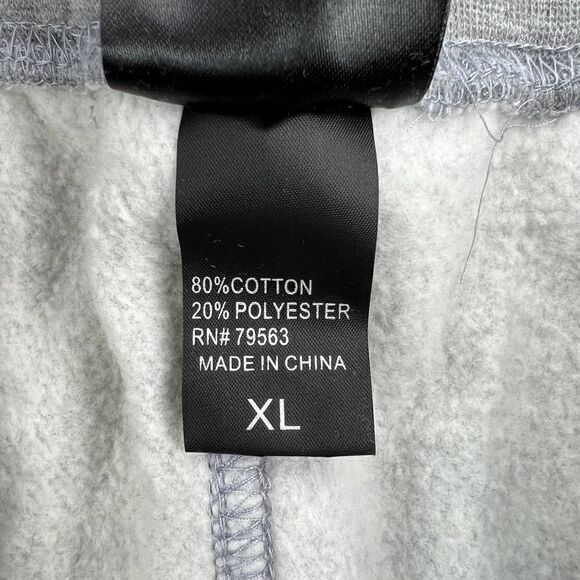 80%COTTON
20% POLYESTER
RN# 79563
MADE IN CHINA
XL